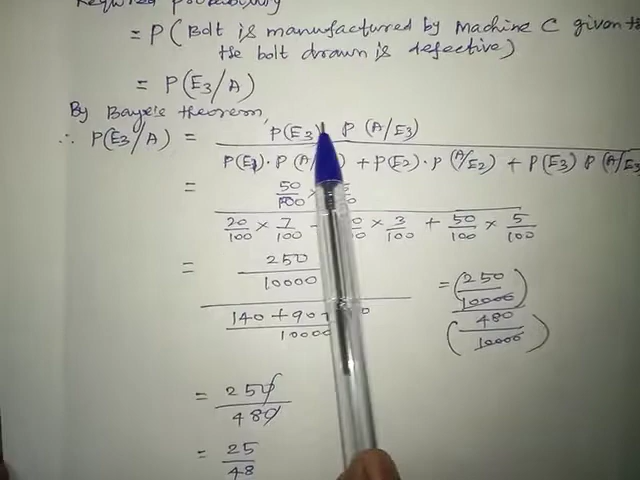 Required Probability
= P( Bolt is manufactured by Machine C given
the bolt drawn is defective)
= P(E3/A)
By Baye's theorem,
∴ P(E3/A) = P(E3) P(A/E3)
P(E1).P(A/ ) + P(E2).P(A/E2) + P(E3) P(A/E3
= 50/100 ×
20/100 × 7/100 + × 3/100 + 50/100 × 5/100
= 250/10000
140 + 90 + /10000
= (250/10000)
(480/10000)
= 250/480
= 25/48